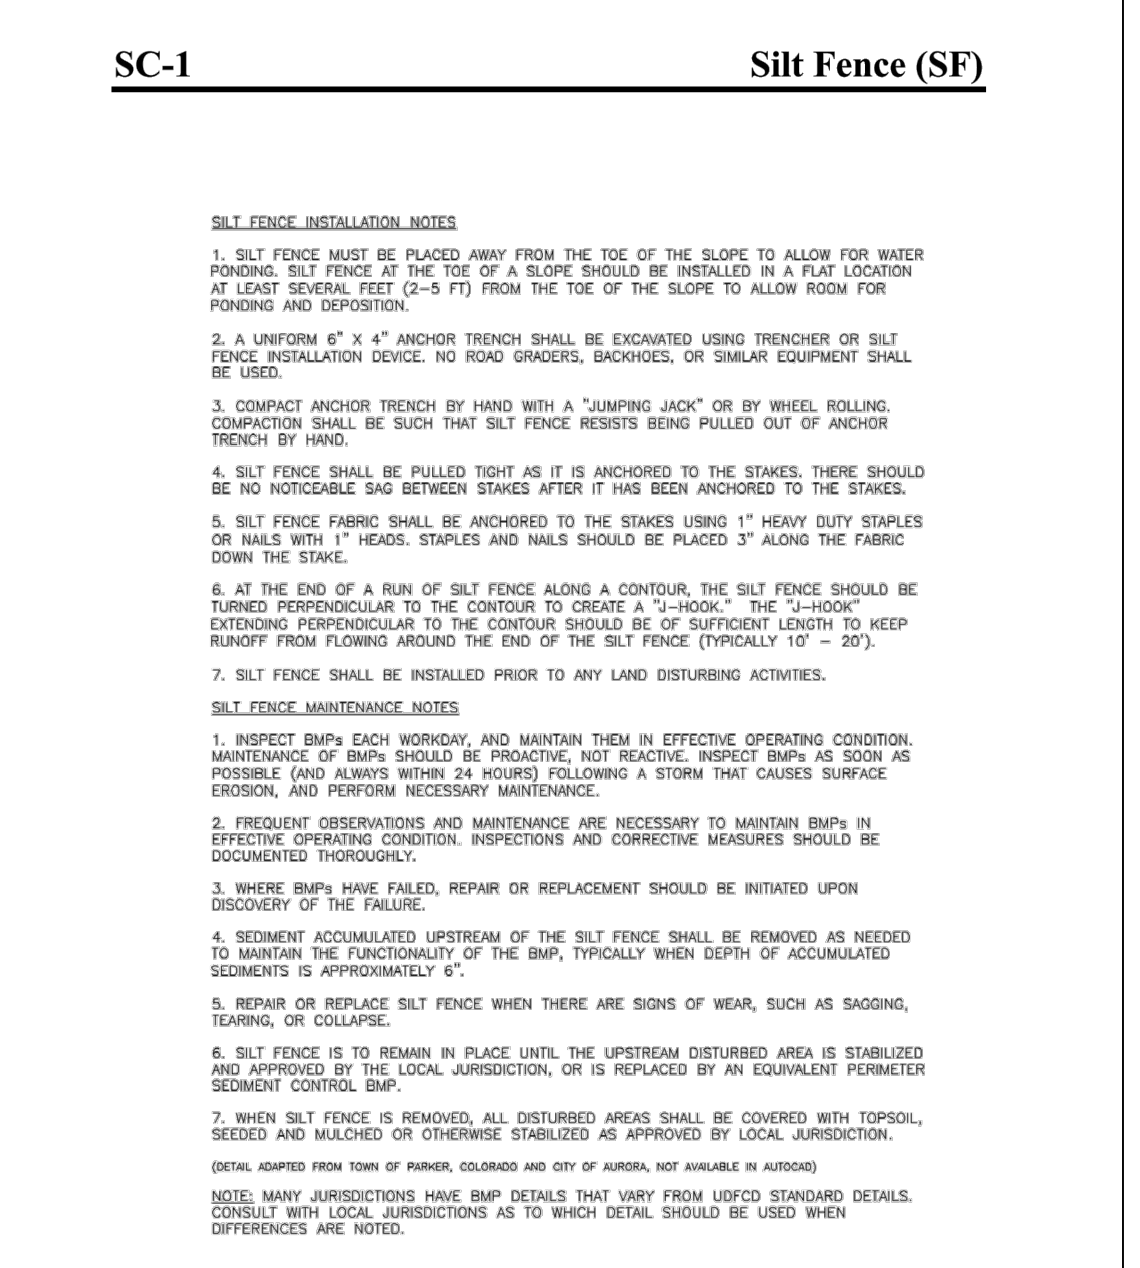 SC-1 Silt Fence (SF)
SILT FENCE INSTALLATION NOTES
1. SILT FENCE MUST BE PLACED AWAY FROM THE TOE OF THE SLOPE TO ALLOW FOR WATER
PONDING. SILT FENCE AT THE TOE OF A SLOPE SHOULD BE INSTALLED IN A FLAT LOCATION
AT LEAST SEVERAL FEET (2-5 FT) FROM THE TOE OF THE SLOPE TO ALLOW ROOM FOR
PONDING AND DEPOSITION.
2. A UNIFORM 6" X 4" ANCHOR TRENCH SHALL BE EXCAVATED USING TRENCHER OR SILT
FENCE INSTALLATION DEVICE. NO ROAD GRADERS, BACKHOES, OR SIMILAR EQUIPMENT SHALL
BE USED.
3. COMPACT ANCHOR TRENCH BY HAND WITH A "JUMPING JACK" OR BY WHEEL ROLLING.
COMPACTION SHALL BE SUCH THAT SILT FENCE RESISTS BEING PULLED OUT OF ANCHOR
TRENCH BY HAND.
4. SILT FENCE SHALL BE PULLED TIGHT AS IT IS ANCHORED TO THE STAKES. THERE SHOULD
BE NO NOTICEABLE SAG BETWEEN STAKES AFTER IT HAS BEEN ANCHORED TO THE STAKES.
5. SILT FENCE FABRIC SHALL BE ANCHORED TO THE STAKES USING 1" HEAVY DUTY STAPLES
OR NAILS WITH 1" HEADS. STAPLES AND NAILS SHOULD BE PLACED 3" ALONG THE FABRIC
DOWN THE STAKE.
6. AT THE END OF A RUN OF SILT FENCE ALONG A CONTOUR, THE SILT FENCE SHOULD BE
TURNED PERPENDICULAR TO THE CONTOUR TO CREATE A "J-HOOK." THE "J-HOOK"
EXTENDING PERPENDICULAR TO THE CONTOUR SHOULD BE OF SUFFICIENT LENGTH TO KEEP
RUNOFF FROM FLOWING AROUND THE END OF THE SILT FENCE (TYPICALLY 10' - 20').
7. SILT FENCE SHALL BE INSTALLED PRIOR TO ANY LAND DISTURBING ACTIVITIES.
SILT FENCE MAINTENANCE NOTES
1. INSPECT BMPs EACH WORKDAY, AND MAINTAIN THEM IN EFFECTIVE OPERATING CONDITION.
MAINTENANCE OF BMPs SHOULD BE PROACTIVE, NOT REACTIVE. INSPECT BMPs AS SOON AS
POSSIBLE (AND ALWAYS WITHIN 24 HOURS) FOLLOWING A STORM THAT CAUSES SURFACE
EROSION, AND PERFORM NECESSARY MAINTENANCE.
2. FREQUENT OBSERVATIONS AND MAINTENANCE ARE NECESSARY TO MAINTAIN BMPs IN
EFFECTIVE OPERATING CONDITION. INSPECTIONS AND CORRECTIVE MEASURES SHOULD BE
DOCUMENTED THOROUGHLY.
3. WHERE BMPs HAVE FAILED, REPAIR OR REPLACEMENT SHOULD BE INITIATED UPON
DISCOVERY OF THE FAILURE.
4. SEDIMENT ACCUMULATED UPSTREAM OF THE SILT FENCE SHALL BE REMOVED AS NEEDED
TO MAINTAIN THE FUNCTIONALITY OF THE BMP, TYPICALLY WHEN DEPTH OF ACCUMULATED
SEDIMENTS IS APPROXIMATELY 6".
5. REPAIR OR REPLACE SILT FENCE WHEN THERE ARE SIGNS OF WEAR, SUCH AS SAGGING,
TEARING, OR COLLAPSE.
6. SILT FENCE IS TO REMAIN IN PLACE UNTIL THE UPSTREAM DISTURBED AREA IS STABILIZED
AND APPROVED BY THE LOCAL JURISDICTION, OR IS REPLACED BY AN EQUIVALENT PERIMETER
SEDIMENT CONTROL BMP.
7. WHEN SILT FENCE IS REMOVED, ALL DISTURBED AREAS SHALL BE COVERED WITH TOPSOIL,
SEEDED AND MULCHED OR OTHERWISE STABILIZED AS APPROVED BY LOCAL JURISDICTION.
(DETAIL ADAPTED FROM TOWN OF PARKER, COLORADO AND CITY OF AURORA, NOT AVAILABLE IN AUTOCAD)
NOTE: MANY JURISDICTIONS HAVE BMP DETAILS THAT VARY FROM UDFCD STANDARD DETAILS.
CONSULT WITH LOCAL JURISDICTIONS AS TO WHICH DETAIL SHOULD BE USED WHEN
DIFFERENCES ARE NOTED.